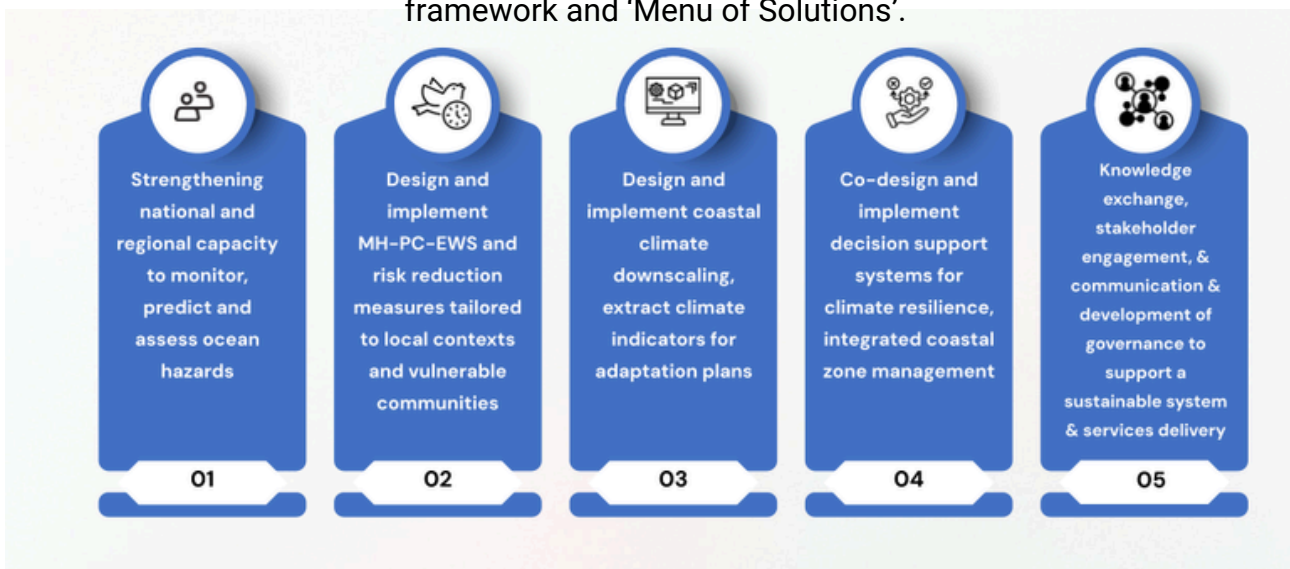 framework and ‘Menu of Solutions’.
Strengthening
national and
regional capacity
to monitor,
predict and
assess ocean
hazards
01
Design and
implement
MH-PC-EWS and
risk reduction
measures tailored
to local contexts
and vulnerable
communities
02
Design and
implement coastal
climate
downscaling,
extract climate
indicators for
adaptation plans
03
Co-design and
implement
decision support
systems for
climate resilience,
integrated coastal
zone management
04
Knowledge
exchange,
stakeholder
engagement, &
communication &
development of
governance to
support a
sustainable system
& services delivery
05